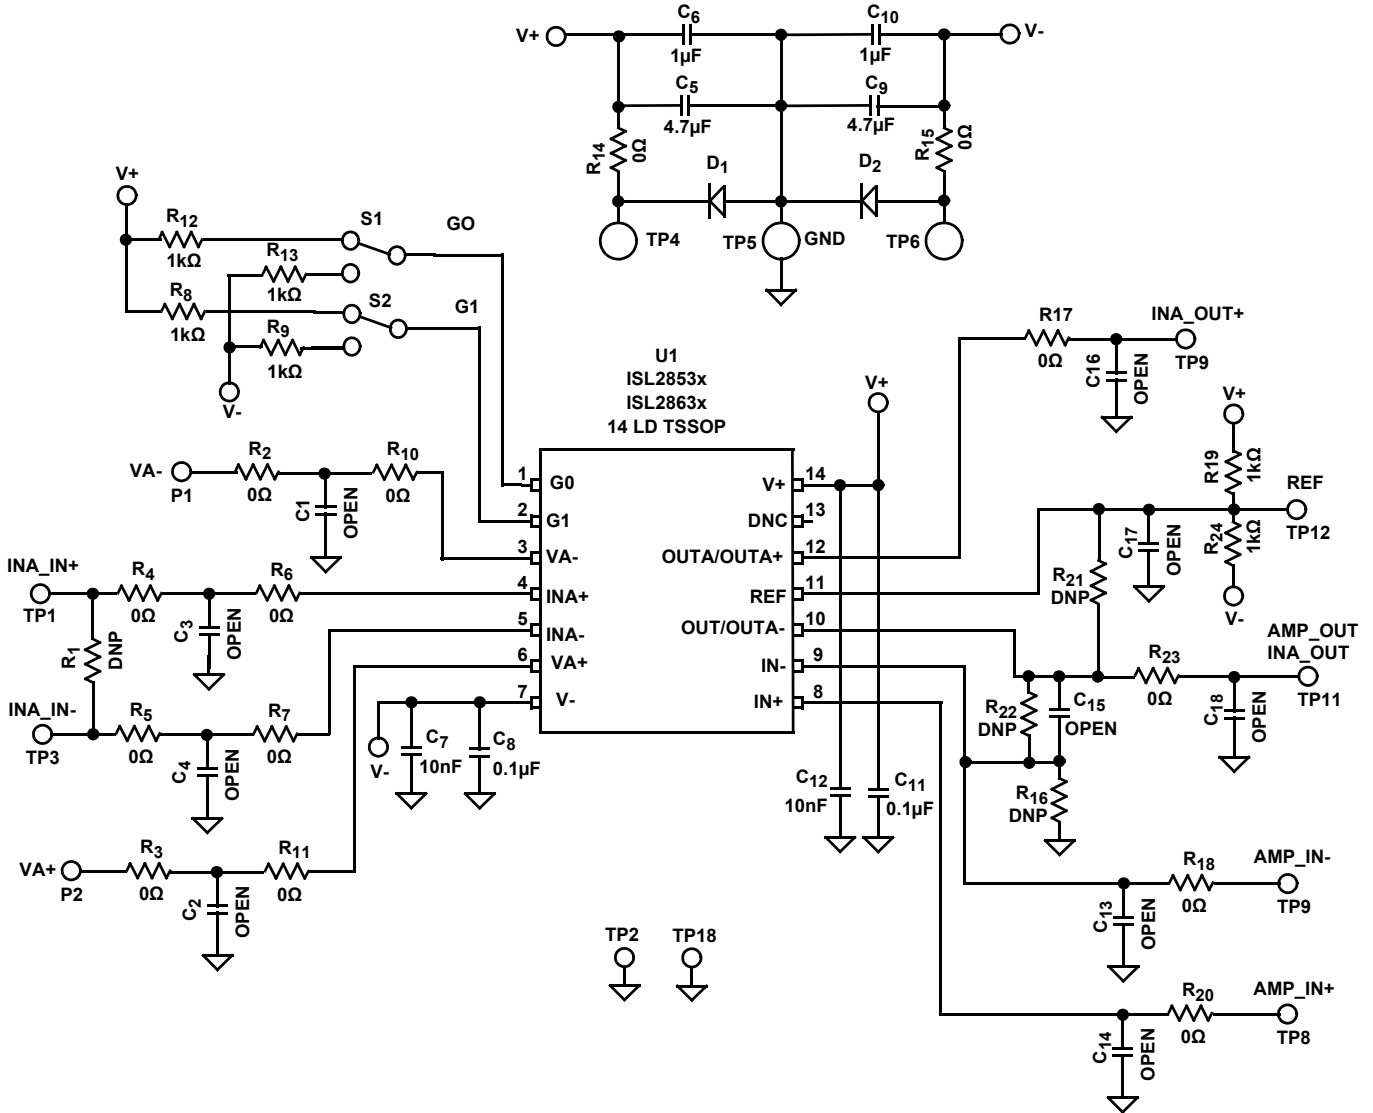 C6
C10
V+
V-
1µF
1µF
C5
C9
4.7µF
4.7µF
R14
0Ω
R15
0Ω
D1
D2
TP4
TP5
GND
TP6
V+
R12
1kΩ
S1
GO
R13
1kΩ
R8
1kΩ
S2
G1
R9
1kΩ
V-
U1
ISL2853x
ISL2863x
14 LD TSSOP
V+
R17
0Ω
INA_OUT+
TP9
C16
OPEN
V+
R19
1kΩ
REF
TP12
R24
1kΩ
V-
C17
OPEN
VA-
P1
R2
0Ω
R10
0Ω
C1
OPEN
1
G0
2
G1
3
VA-
4
INA+
5
INA-
6
VA+
7
V-
V+
14
DNC
13
OUTA/OUTA+
12
REF
11
OUT/OUTA-
10
IN-
9
IN+
8
INA_IN+
TP1
R4
0Ω
R6
0Ω
C3
OPEN
R1
DNP
INA_IN-
TP3
R5
0Ω
R7
0Ω
C4
OPEN
V-
C7
10nF
C8
0.1µF
C12
10nF
C11
0.1µF
R21
DNP
R22
DNP
C15
OPEN
R23
0Ω
AMP_OUT
INA_OUT
TP11
C18
OPEN
R16
DNP
VA+
P2
R3
0Ω
R11
0Ω
C2
OPEN
TP2
TP18
C13
OPEN
R18
0Ω
AMP_IN-
TP9
C14
OPEN
R20
0Ω
AMP_IN+
TP8